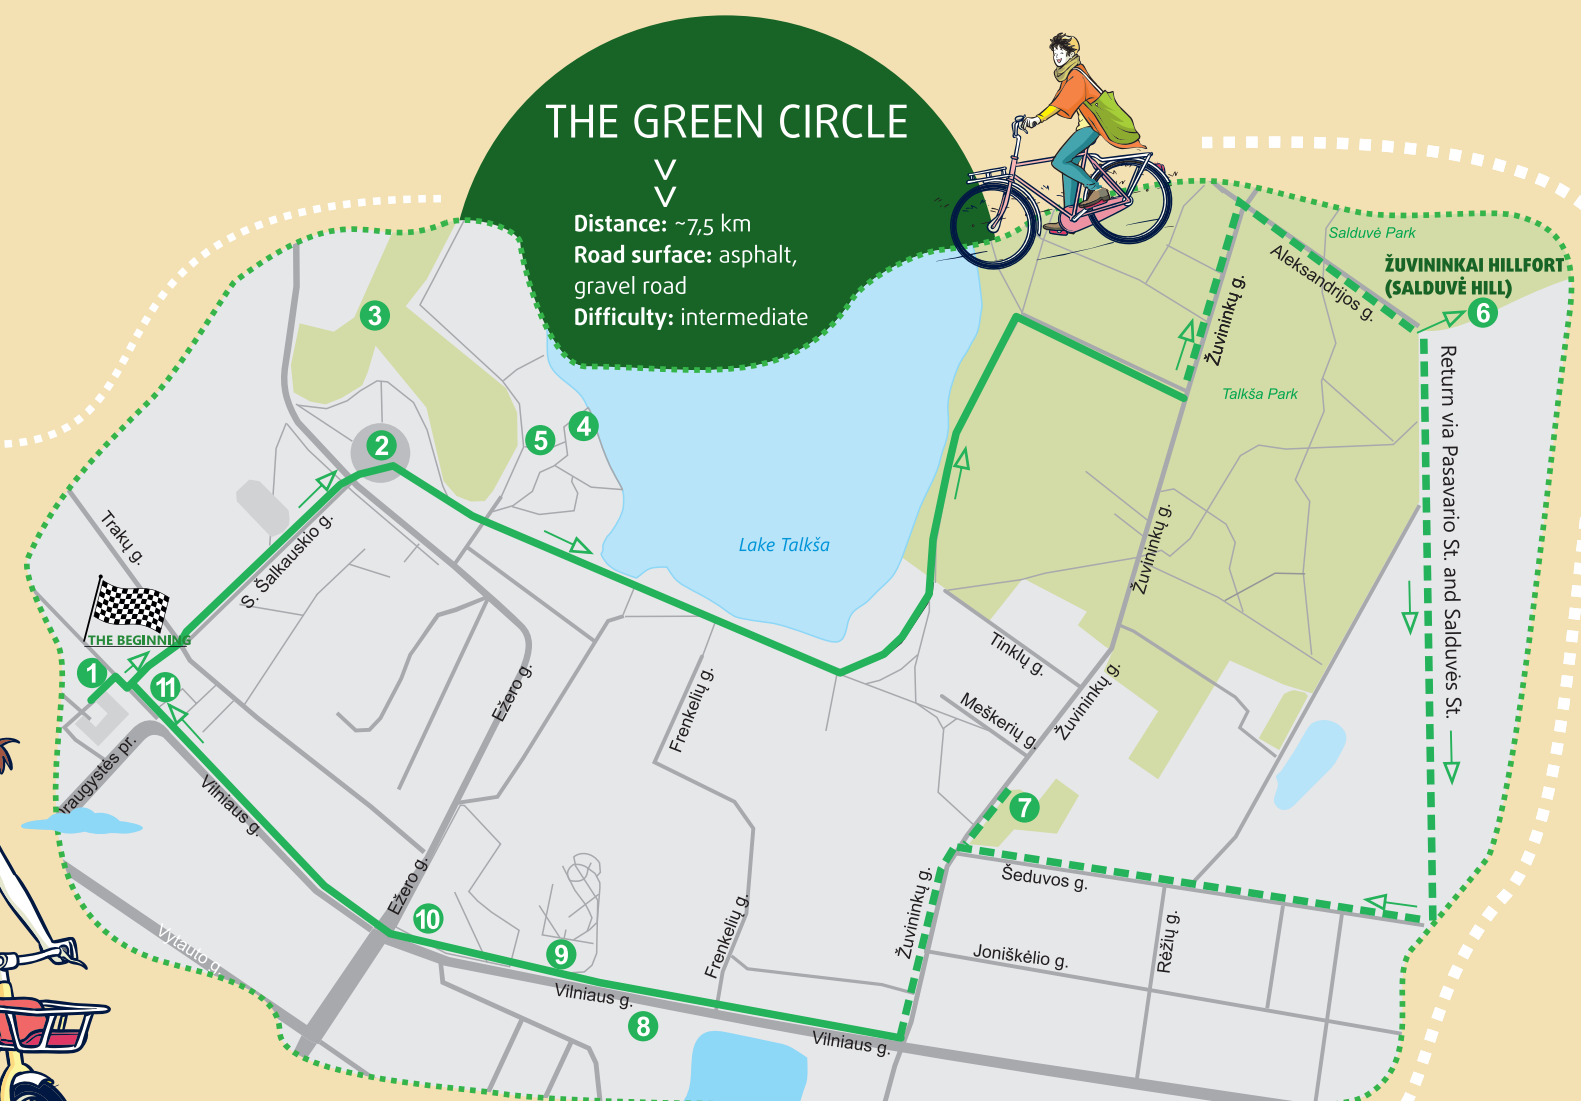 THE GREEN CIRCLE
Distance: ~7,5 km
Road surface: asphalt,
gravel road
Difficulty: intermediate
Salduvė Park
Aleksandrijos g.
ŽUVININKAI HILLFORT
(SALDUVĖ HILL)
6
Žuvininkų g.
Talkša Park
Return via Pasavario St. and Salduvės St.
3
2
5
4
Lake Talkša
Trakų g.
S. Šalkauskio g.
THE BEGINNING
1
11
Žuvininkų g.
Tinklų g.
Meškerių g.
Žuvininkų g.
Ežero g.
Frenkelių g.
7
Draugystės pr.
Vilniaus g.
Ežero g.
Šeduvos g.
Žuvininkų g.
10
9
Frenkelių g.
Joniškėlio g.
Rėžių g.
Vytauto g.
Vilniaus g.
8
Vilniaus g.